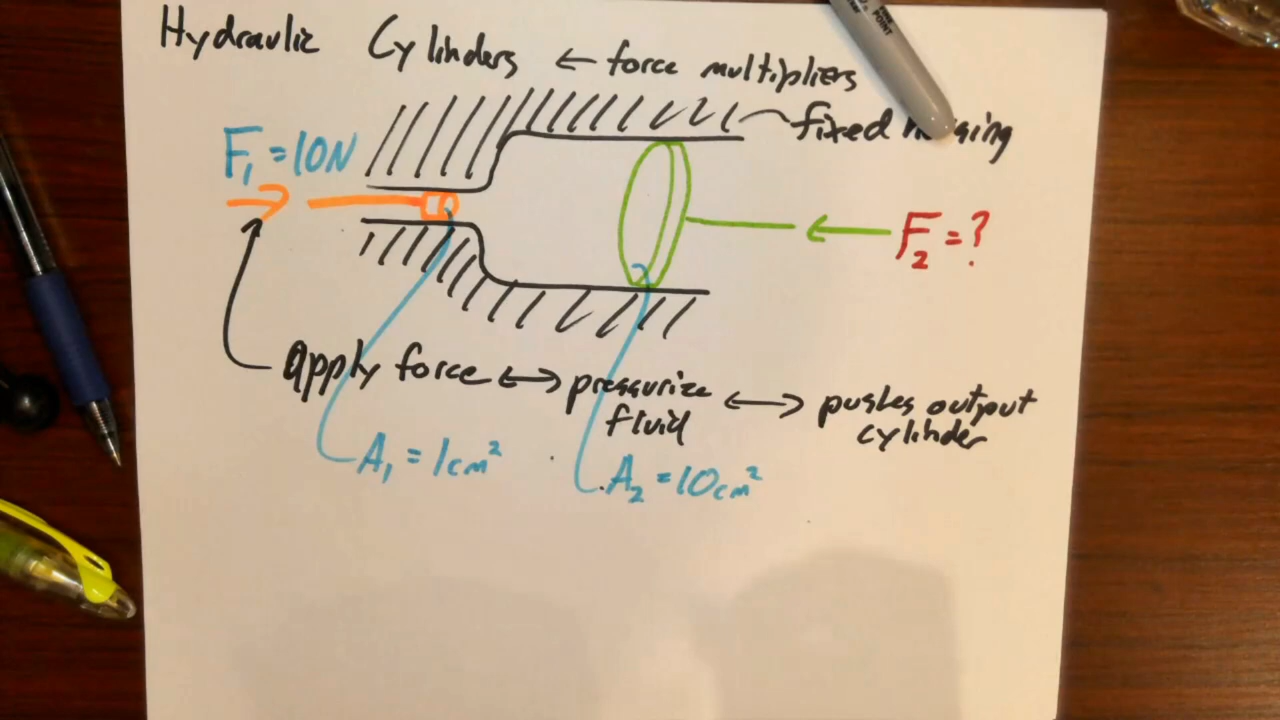 Hydraulic Cylinders ← force multipliers
fixed
F₁ = 10N
F₂ = ?
apply force ↔ pressurize fluid ↔ pushes output cylinder
A₁ = 1cm²
A₂ = 10cm²
POINT